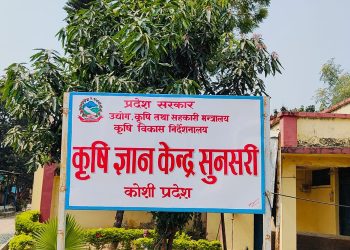 प्रदेश सरकार
उद्योग, कृषि तथा सहकारी मन्त्रालय
कृषि विकास निर्देशनालय
कृषि ज्ञान केन्द्र सुनसरी
कोशी प्रदेश